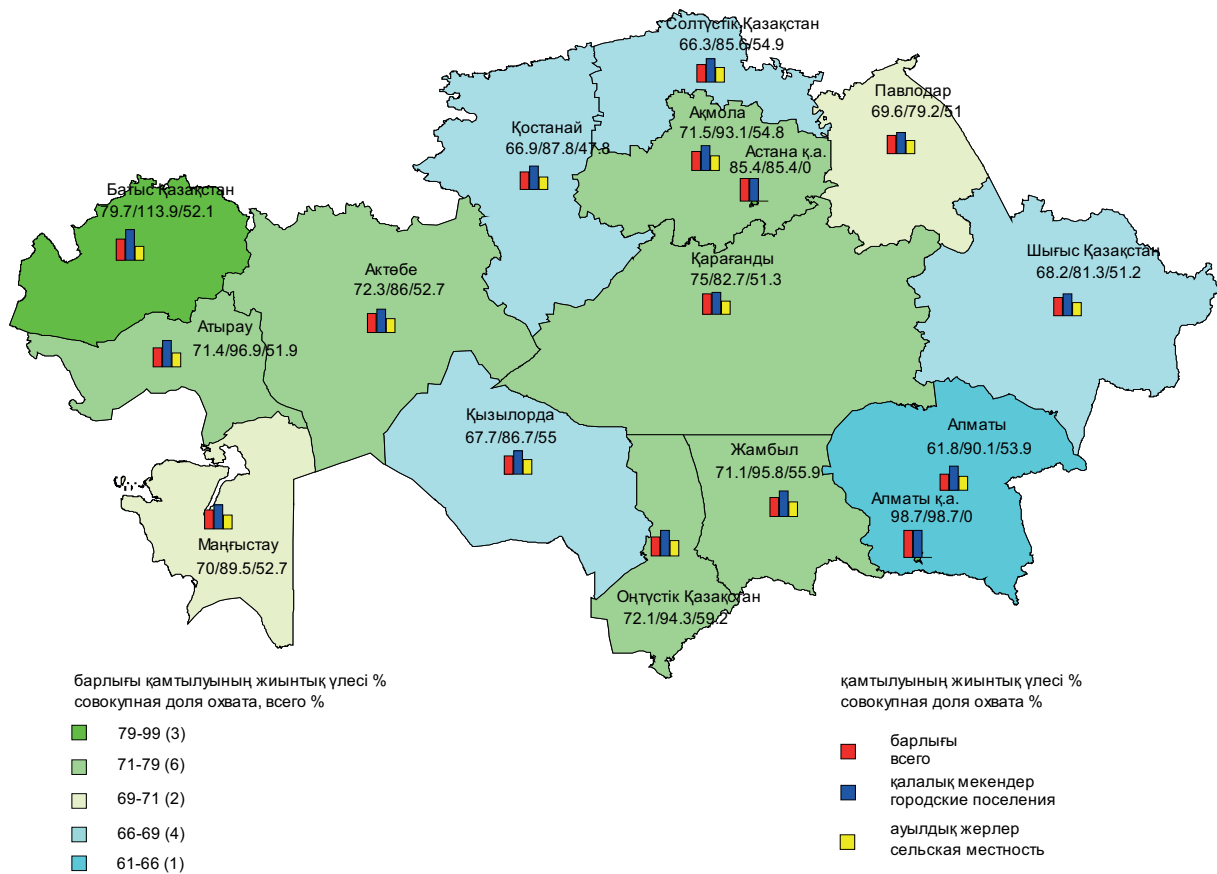 Солтүстік Қазақстан
66.3/85.6/54.9
Павлодар
69.6/79.2/51
Қостанай
66.9/87.8/47.8
Ақмола
71.5/93.1/54.8
Астана қ.а.
85.4/85.4/0
Батыс Қазақстан
79.7/113.9/52.1
Актөбе
72.3/86/52.7
Қарағанды
75/82.7/51.3
Шығыс Қазақстан
68.2/81.3/51.2
Атырау
71.4/96.9/51.9
Қызылорда
67.7/86.7/55
Жамбыл
71.1/95.8/55.9
Алматы
61.8/90.1/53.9
Алматы қ.а.
98.7/98.7/0
Маңғыстау
70/89.5/52.7
Оңтүстік Қазақстан
72.1/94.3/59.2
барлығы қамтылуының жиынтық үлесі %
совокупная доля охвата, всего %
79-99 (3)
71-79 (6)
69-71 (2)
66-69 (4)
61-66 (1)
қамтылуының жиынтық үлесі %
совокупная доля охвата %
барлығы
всего
қалалық мекендер
городские поселения
ауылдық жерлер
сельская местность